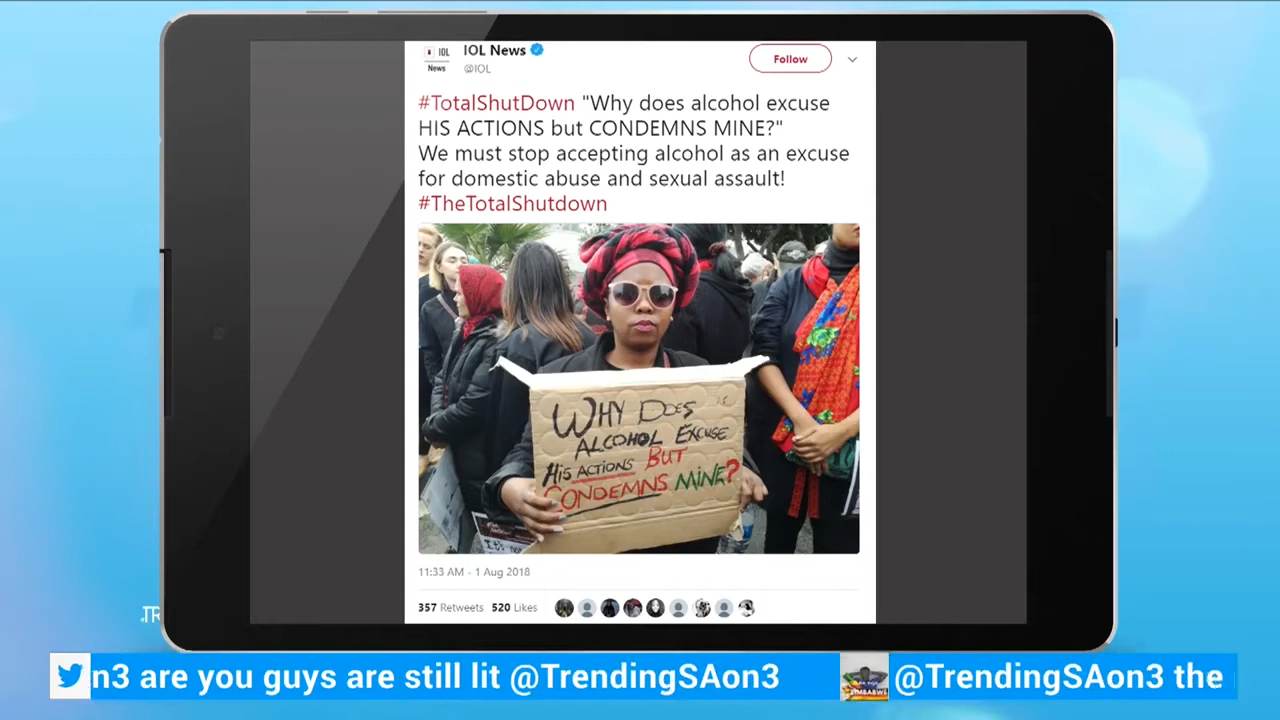 IOL
News
IOL News
@IOL
Follow
#TotalShutDown "Why does alcohol excuse
HIS ACTIONS but CONDEMNS MINE?"
We must stop accepting alcohol as an excuse
for domestic abuse and sexual assault!
#TheTotalShutdown
WHY DOES
ALCOHOL EXCUSE
HIS ACTIONS BUT
CONDEMNS MINE?
11:33 AM - 1 Aug 2018
357 Retweets 520 Likes
n3 are you guys are still lit @TrendingSAon3
@TrendingSAon3 the